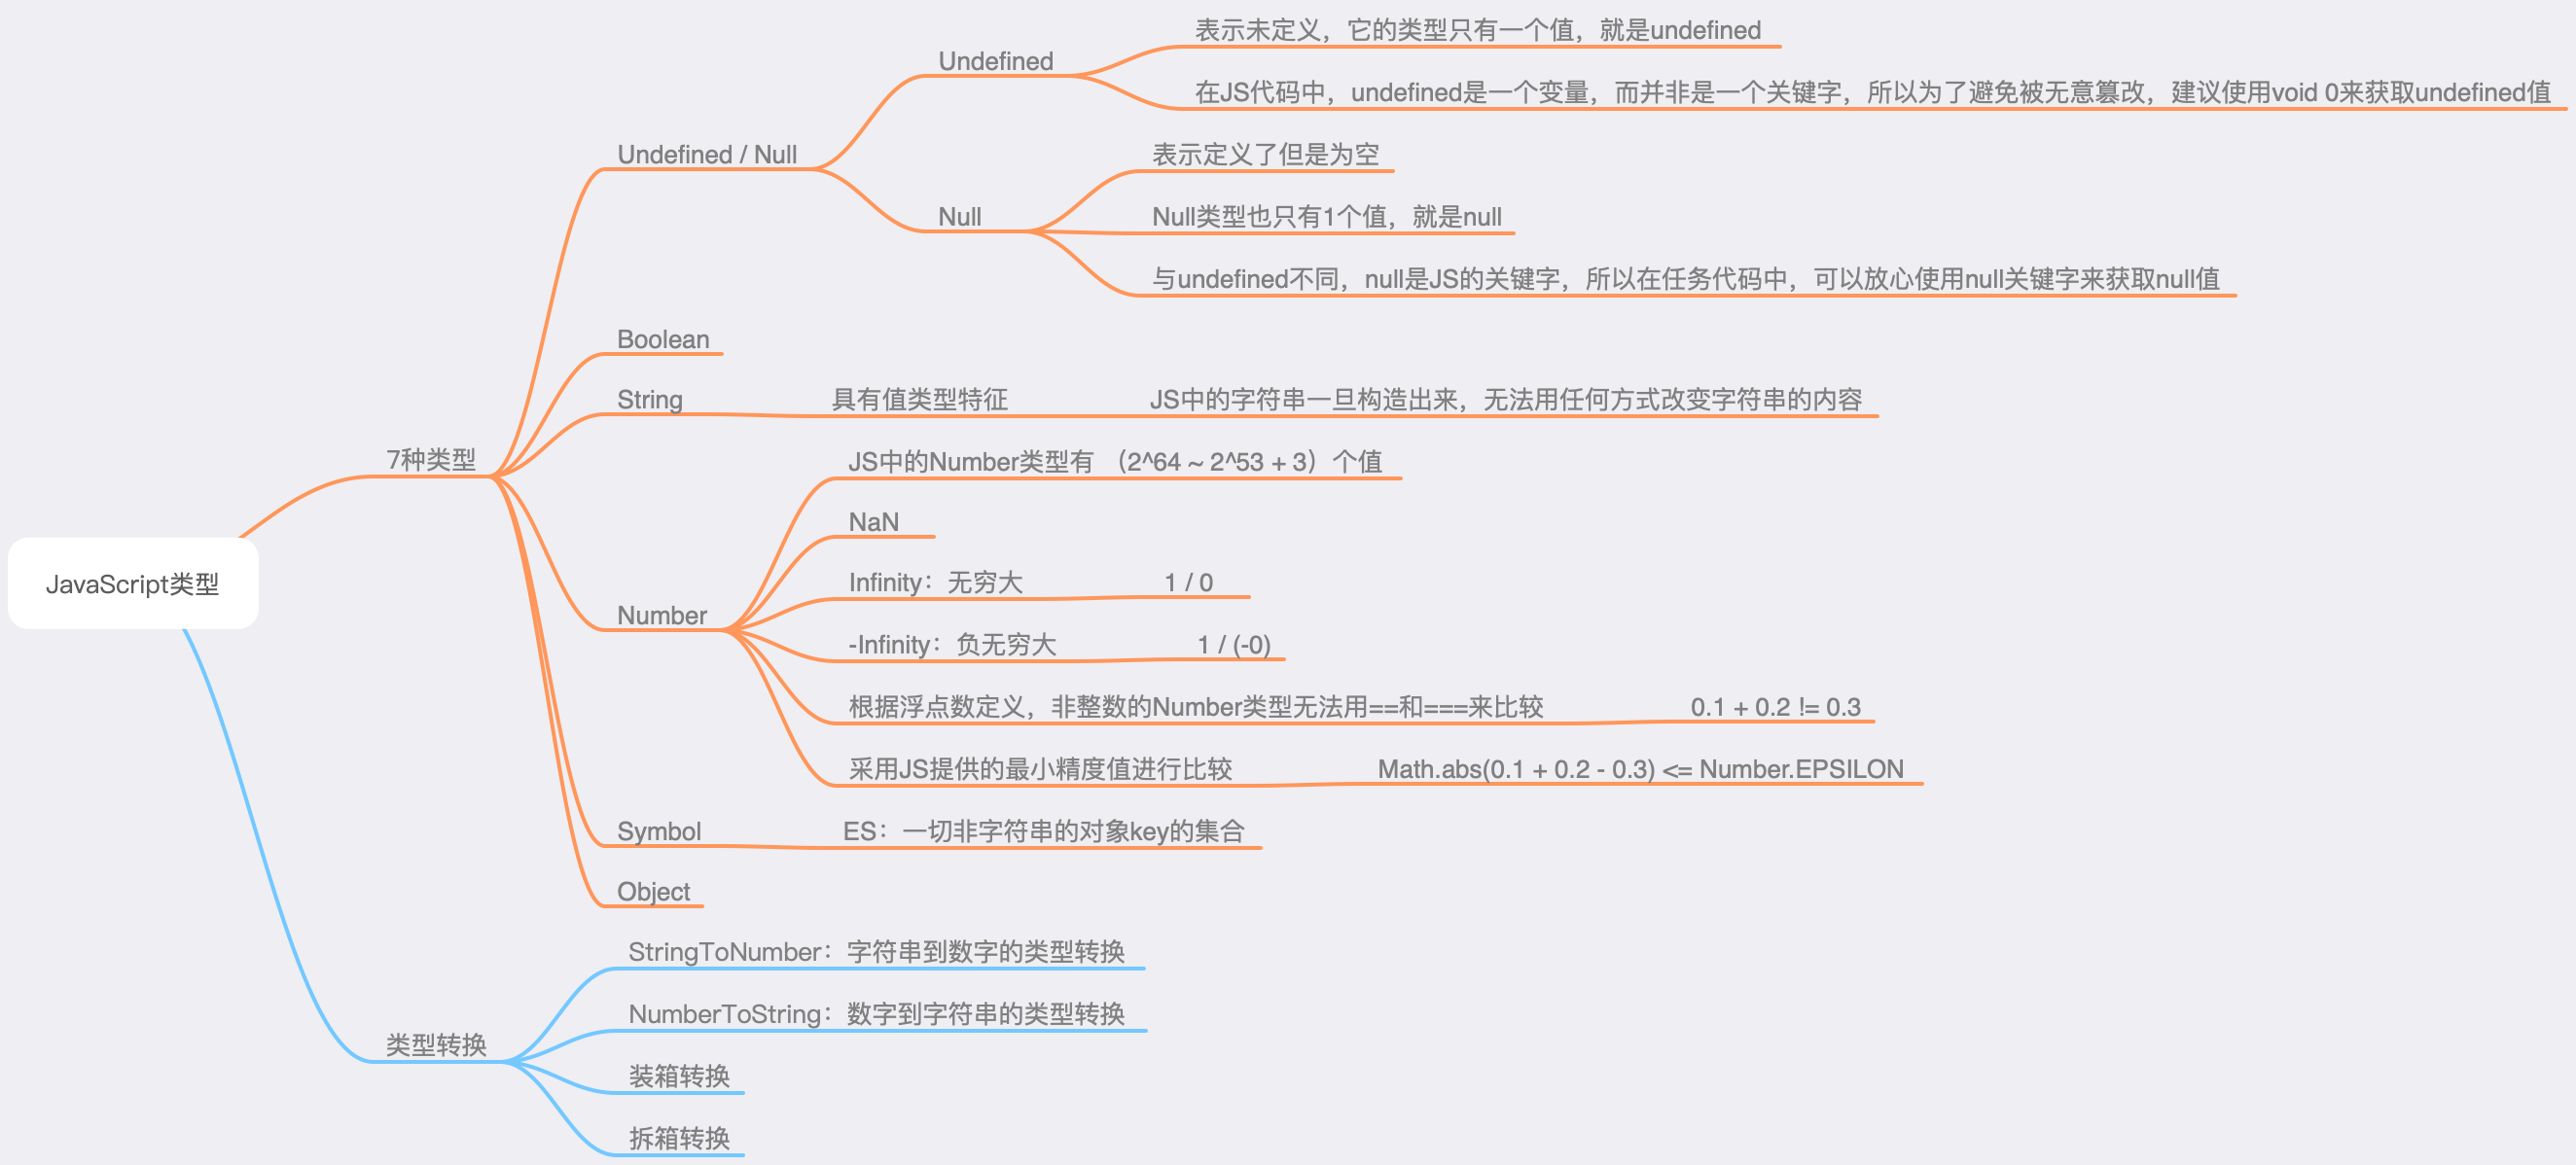 JavaScript类型
7种类型
Undefined / Null
Undefined
表示未定义，它的类型只有一个值，就是undefined
在JS代码中，undefined是一个变量，而并非是一个关键字，所以为了避免被无意篡改，建议使用void 0来获取undefined值
Null
表示定义了但是为空
Null类型也只有1个值，就是null
与undefined不同，null是JS的关键字，所以在任务代码中，可以放心使用null关键字来获取null值
Boolean
String
具有值类型特征
JS中的字符串一旦构造出来，无法用任何方式改变字符串的内容
Number
JS中的Number类型有 （2^64 ~ 2^53 + 3）个值
NaN
Infinity：无穷大
1 / 0
-Infinity：负无穷大
1 / (-0)
根据浮点数定义，非整数的Number类型无法用==和===来比较
0.1 + 0.2 != 0.3
采用JS提供的最小精度值进行比较
Math.abs(0.1 + 0.2 - 0.3) <= Number.EPSILON
Symbol
ES：一切非字符串的对象key的集合
Object
类型转换
StringToNumber：字符串到数字的类型转换
NumberToString：数字到字符串的类型转换
装箱转换
拆箱转换